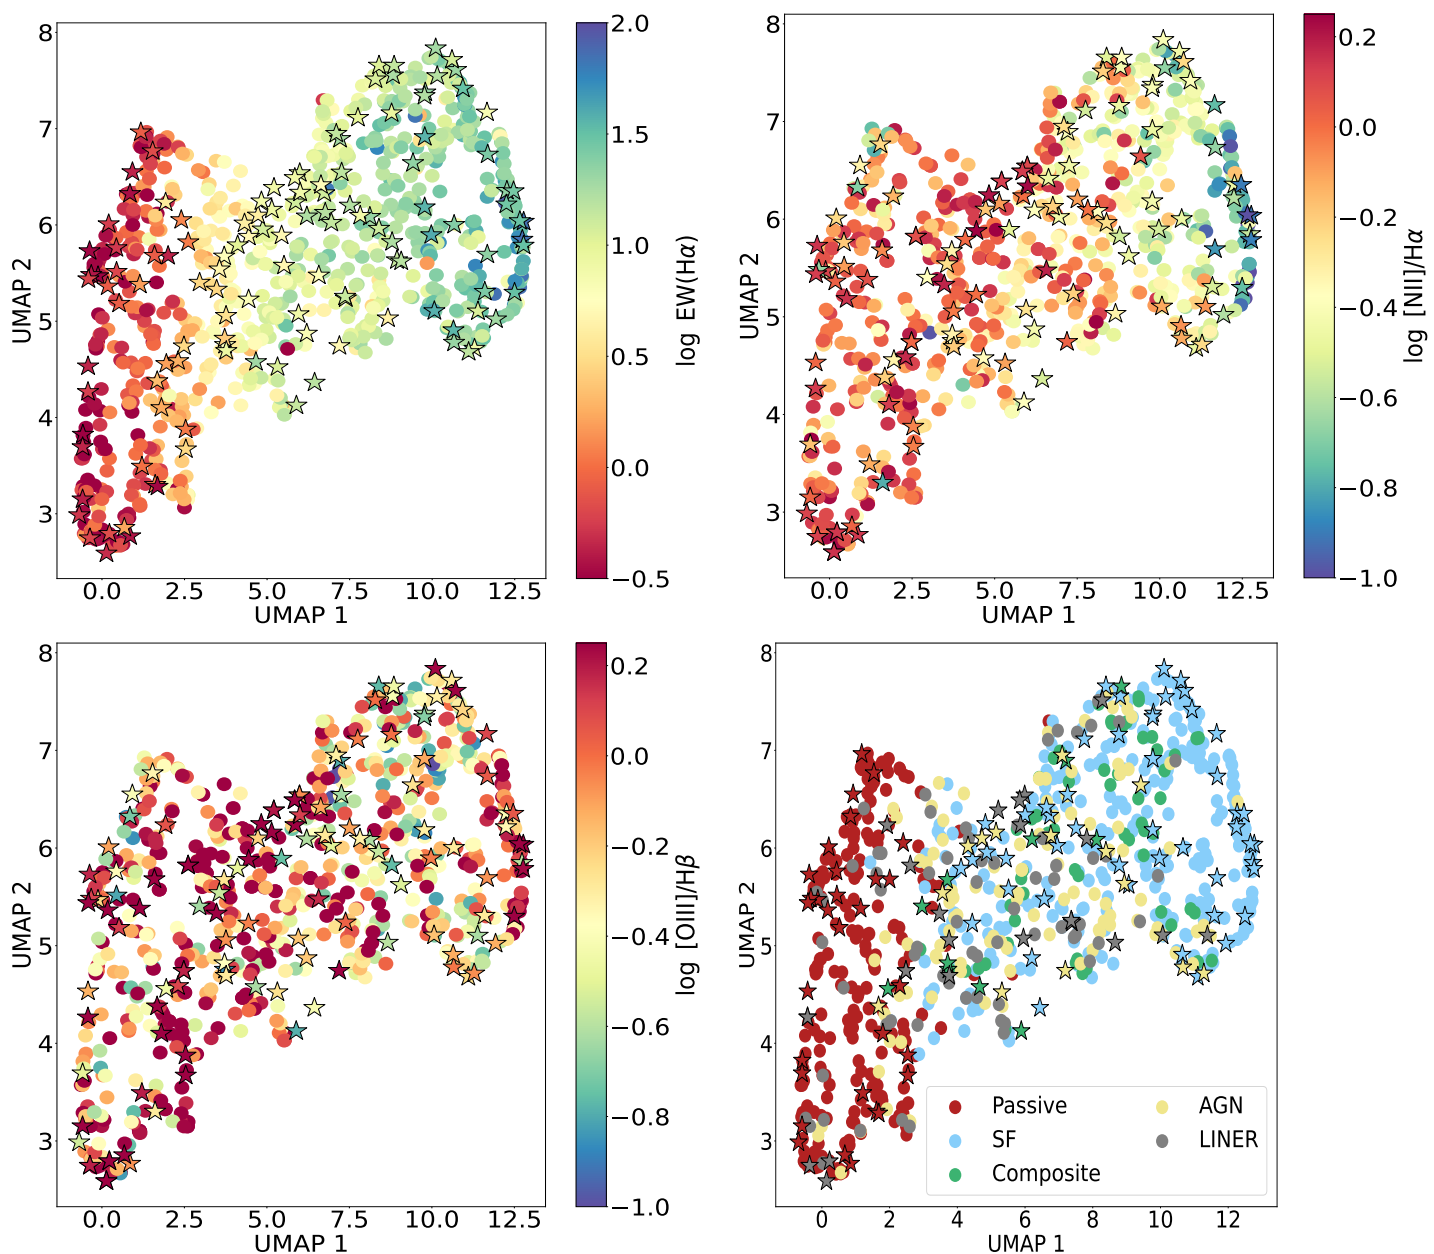 8
7
6
5
4
3
UMAP 2
0.0 2.5 5.0 7.5 10.0 12.5
UMAP 1
2.0
1.5
1.0
0.5
0.0
−0.5
log EW(Hα)
8
7
6
5
4
3
UMAP 2
0.0 2.5 5.0 7.5 10.0 12.5
UMAP 1
0.2
0.0
−0.2
−0.4
−0.6
−0.8
−1.0
log [NII]/Hα
8
7
6
5
4
3
UMAP 2
0.0 2.5 5.0 7.5 10.0 12.5
UMAP 1
0.2
0.0
−0.2
−0.4
−0.6
−0.8
−1.0
log [OIII]/Hβ
8
7
6
5
4
3
UMAP 2
0 2 4 6 8 10 12
UMAP 1
Passive
SF
Composite
AGN
LINER